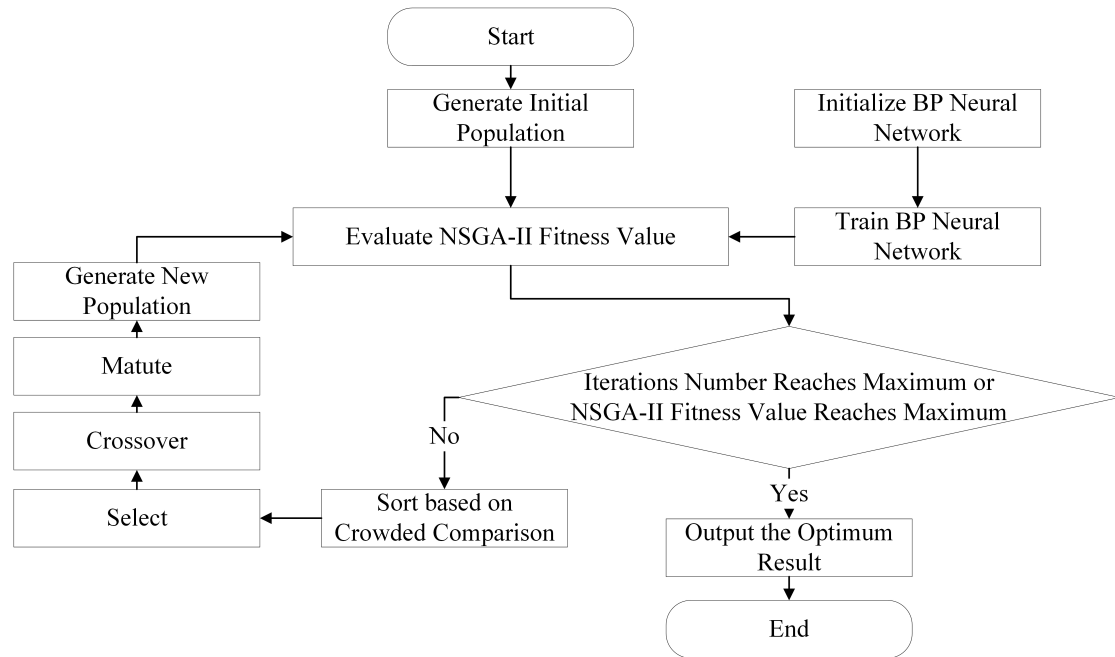 Start
Generate Initial
Population
Initialize BP Neural
Network
Evaluate NSGA-II Fitness Value
Train BP Neural
Network
Generate New
Population
Matute
Iterations Number Reaches Maximum or
NSGA-II Fitness Value Reaches Maximum
Crossover
No
Select
Sort based on
Crowded Comparison
Yes
Output the Optimum
Result
End